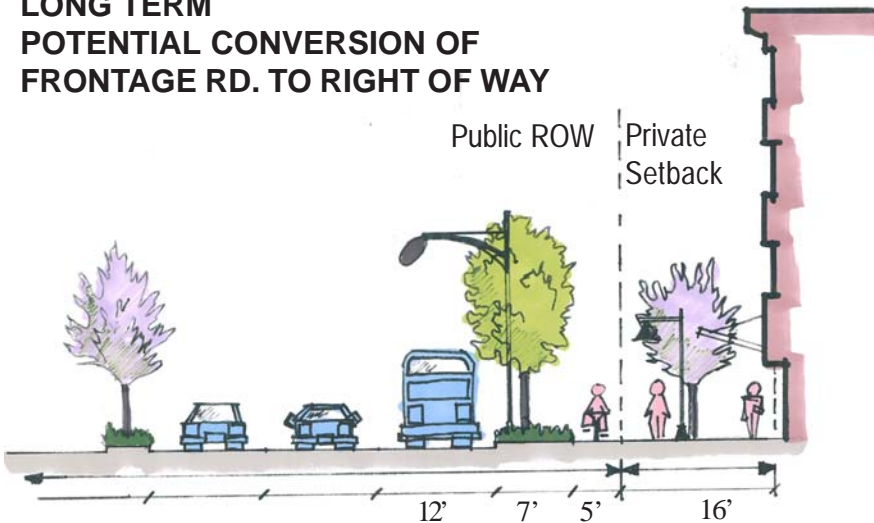 LONG TERM
POTENTIAL CONVERSION OF
FRONTAGE RD. TO RIGHT OF WAY
Public ROW
Private
Setback
12’ 7’ 5’ 16’